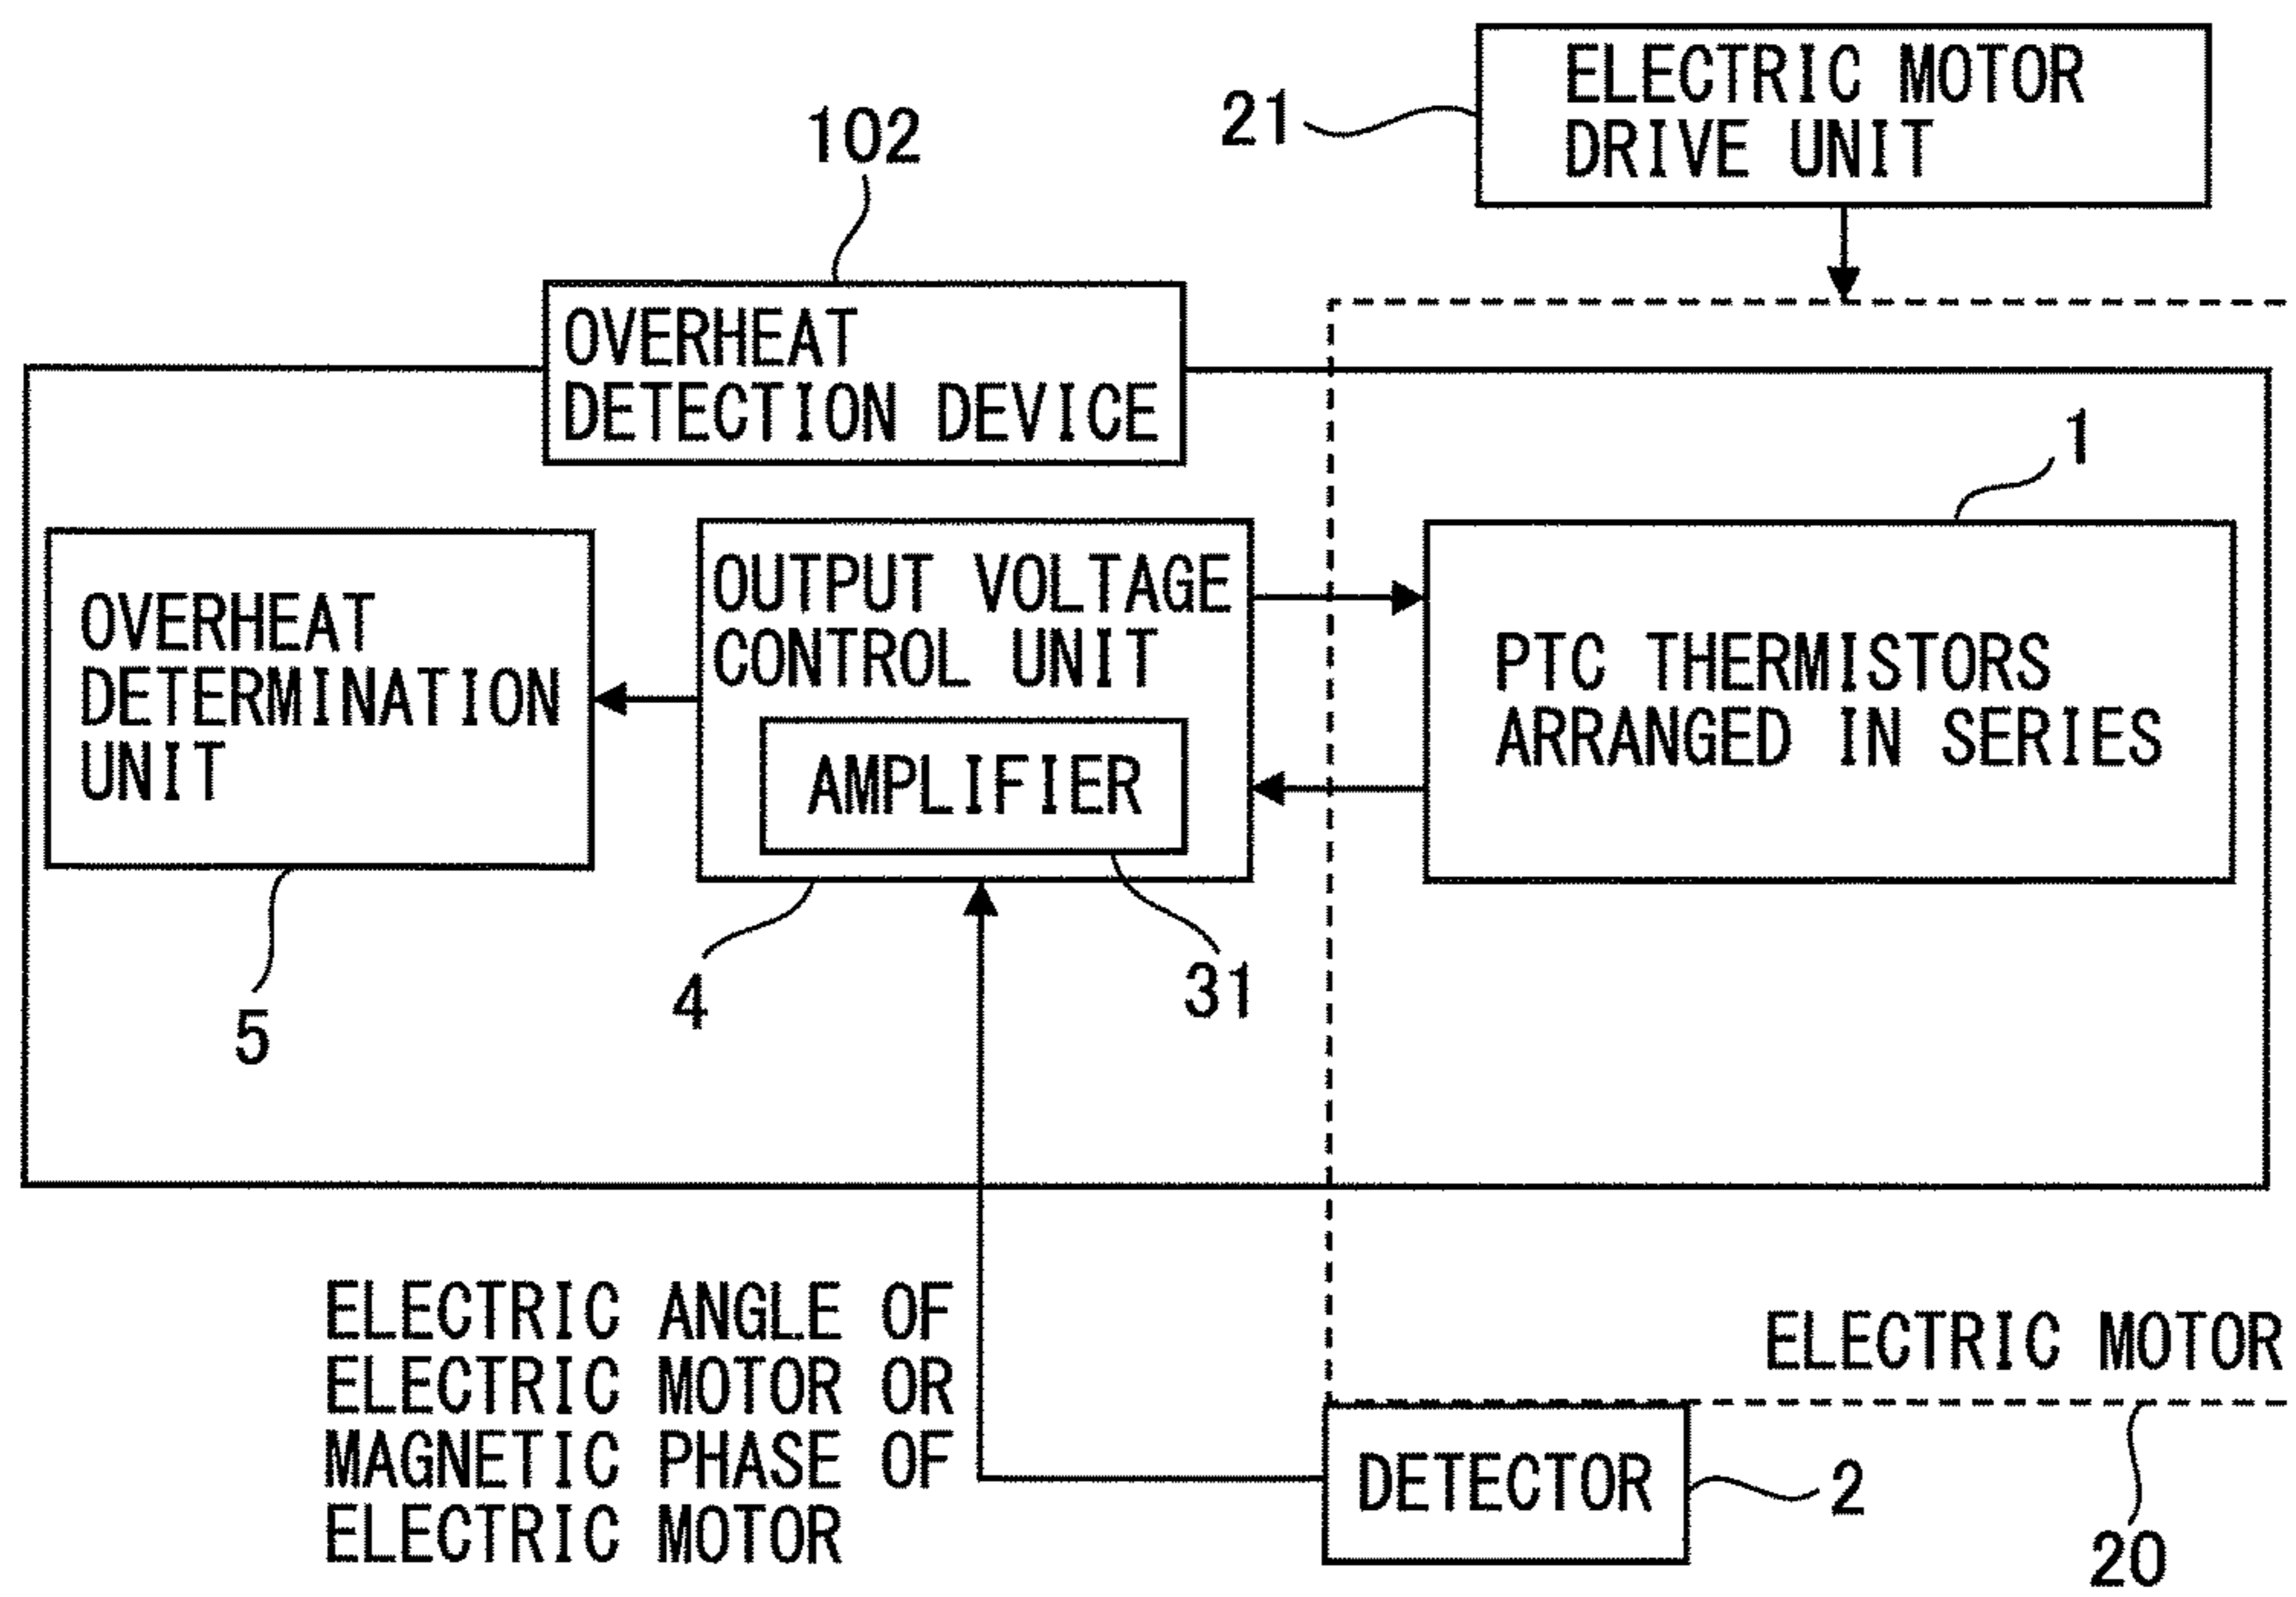 21
ELECTRIC MOTOR
DRIVE UNIT
102
OVERHEAT
DETECTION DEVICE
1
OVERHEAT
DETERMINATION
UNIT
OUTPUT VOLTAGE
CONTROL UNIT
AMPLIFIER
PTC THERMISTORS
ARRANGED IN SERIES
5
4
31
ELECTRIC ANGLE OF
ELECTRIC MOTOR OR
MAGNETIC PHASE OF
ELECTRIC MOTOR
ELECTRIC MOTOR
DETECTOR
2
20